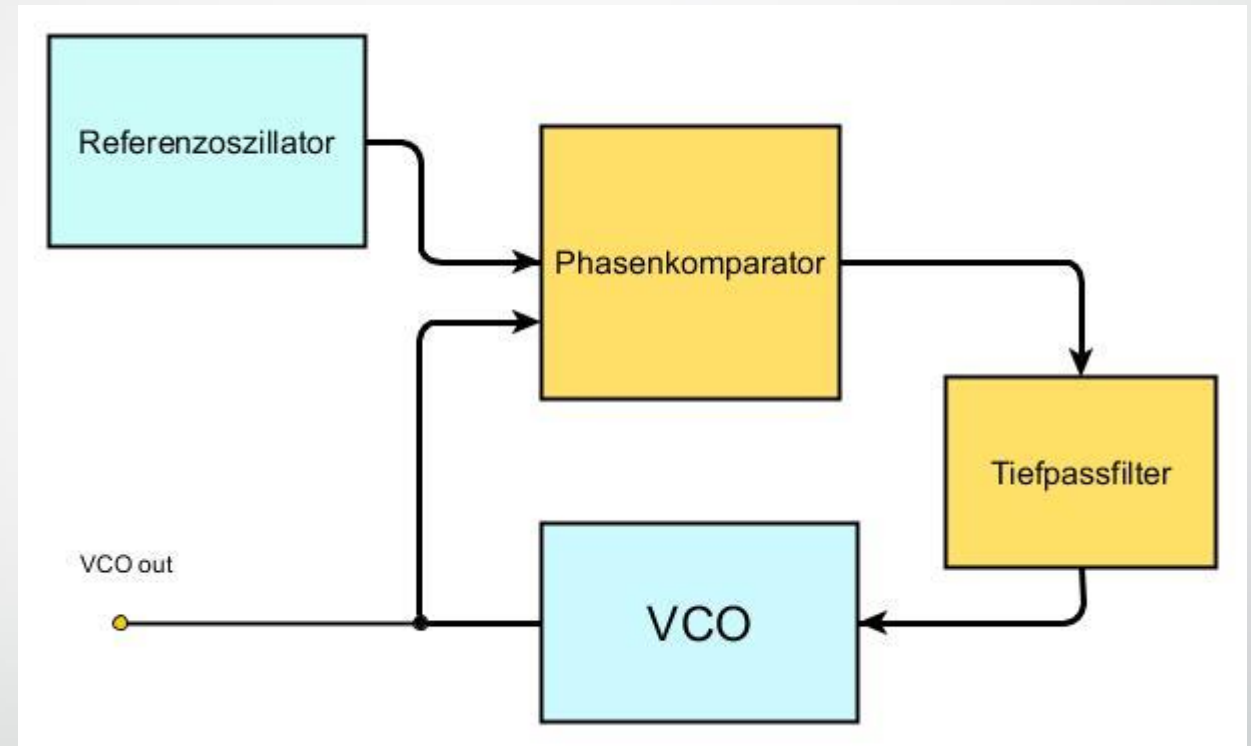 Referenzoszillator
Phasenkomparator
Tiefpassfilter
VCO out
VCO